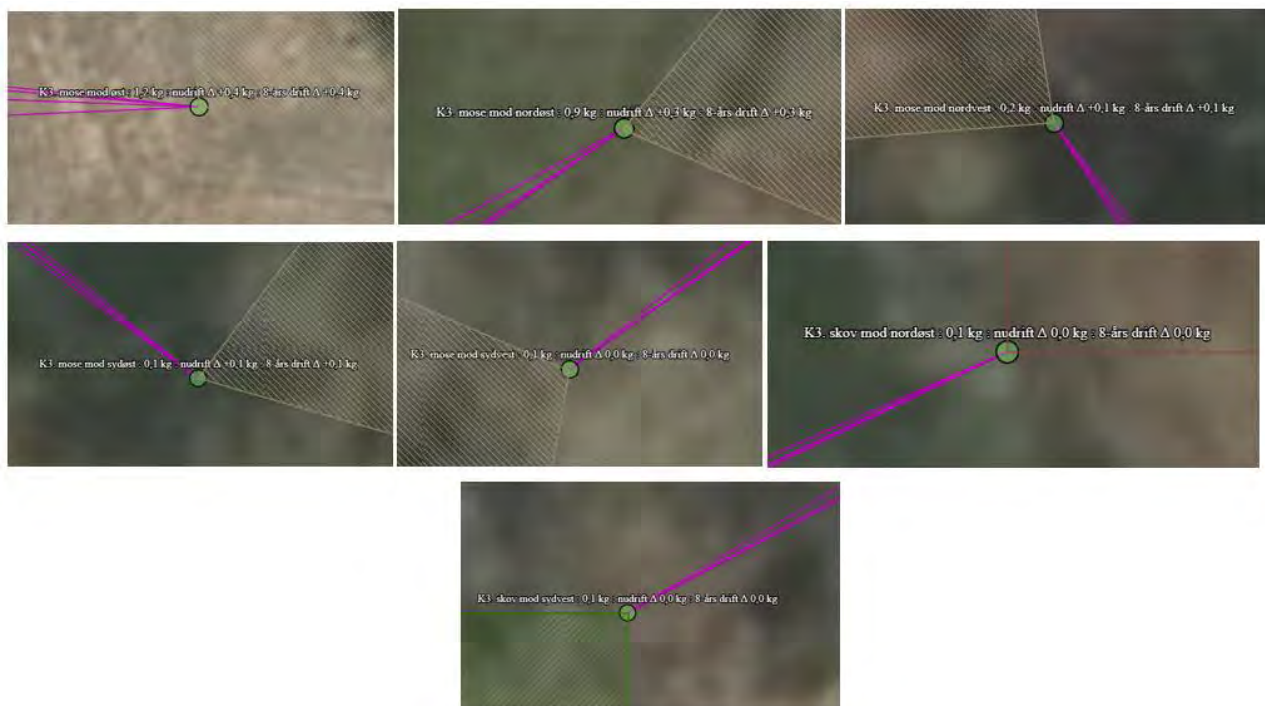 K3. mose mod øst : 1,2 kg : nudrift Δ +0,4 kg : 8-års drift Δ +0,4 kg
K3. mose mod nordøst : 0,9 kg : nudrift Δ +0,3 kg : 8-års drift Δ +0,3 kg
K3. mose mod nordvest : 0,2 kg : nudrift Δ +0,1 kg : 8-års drift Δ +0,1 kg
K3. mose mod sydøst : 0,1 kg : nudrift Δ +0,1 kg : 8-års drift Δ +0,1 kg
K3. mose mod sydvest : 0,1 kg : nudrift Δ 0,0 kg : 8-års drift Δ 0,0 kg
K3. skov mod nordøst : 0,1 kg : nudrift Δ 0,0 kg : 8-års drift Δ 0,0 kg
K3. skov mod sydvest : 0,1 kg : nudrift Δ 0,0 kg : 8-års drift Δ 0,0 kg